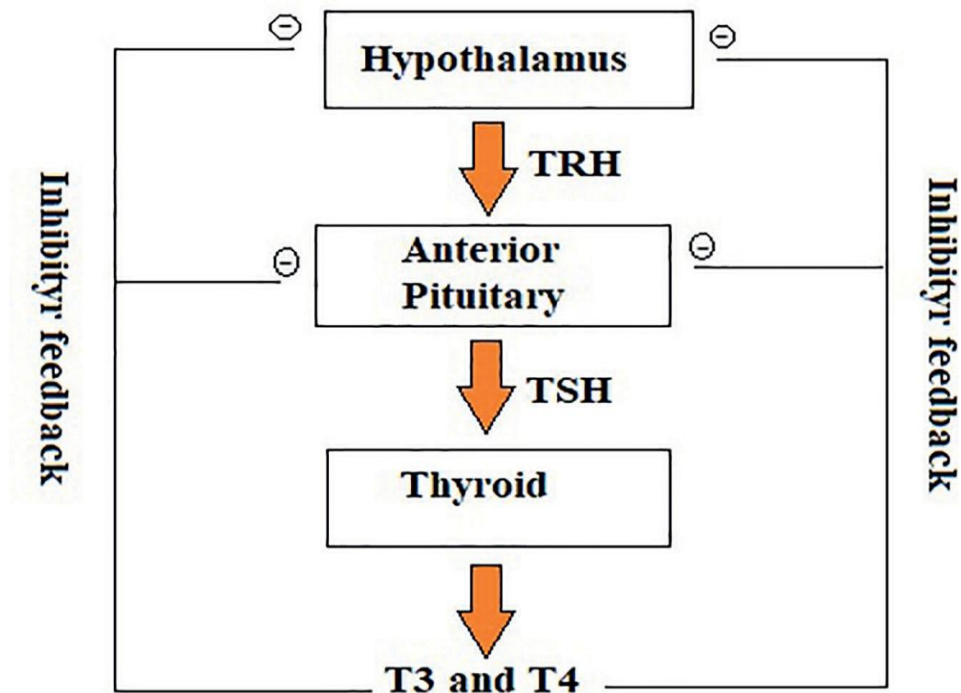 Hypothalamus
TRH
Anterior
Pituitary
TSH
Thyroid
T3 and T4
Inhibityr feedback
Inhibityr feedback